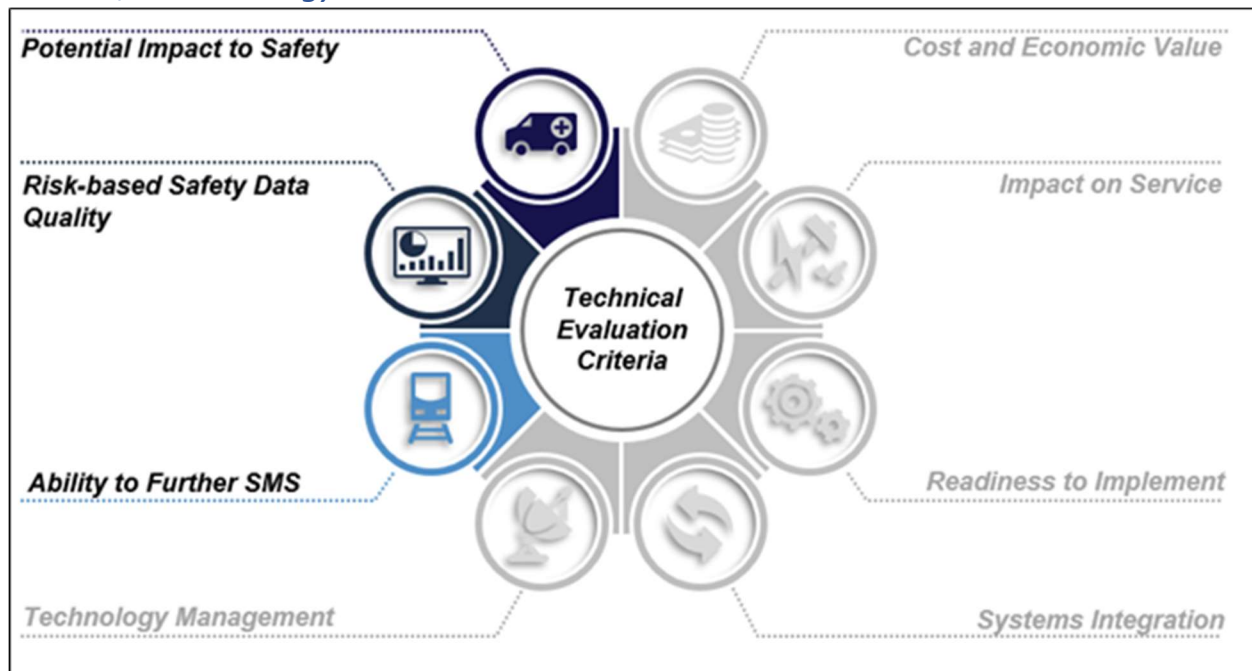 Potential Impact to Safety
Cost and Economic Value
Risk-based Safety Data
Quality
Impact on Service
Technical
Evaluation
Criteria
Ability to Further SMS
Readiness to Implement
Technology Management
Systems Integration